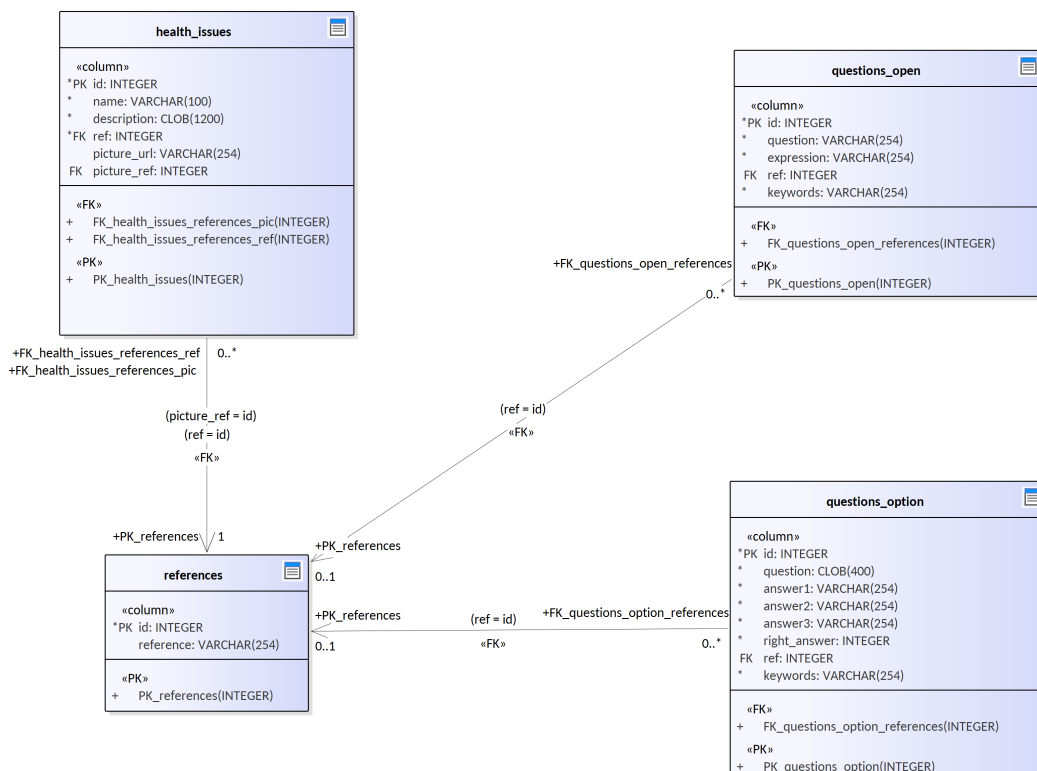 health_issues
«column»
*PK id: INTEGER
* name: VARCHAR(100)
* description: CLOB(1200)
*FK ref: INTEGER
picture_url: VARCHAR(254)
FK picture_ref: INTEGER
«FK»
+ FK_health_issues_references_pic(INTEGER)
+ FK_health_issues_references_ref(INTEGER)
«PK»
+ PK_health_issues(INTEGER)
questions_open
«column»
*PK id: INTEGER
* question: VARCHAR(254)
* expression: VARCHAR(254)
FK ref: INTEGER
* keywords: VARCHAR(254)
«FK»
+ FK_questions_open_references(INTEGER)
«PK»
+ PK_questions_open(INTEGER)
+FK_questions_open_references
0..*
+FK_health_issues_references_ref
0..*
+FK_health_issues_references_pic
(picture_ref = id)
(ref = id)
«FK»
(ref = id)
«FK»
+PK_references
1
+PK_references
0..1
references
«column»
*PK id: INTEGER
reference: VARCHAR(254)
«PK»
+ PK_references(INTEGER)
+PK_references
0..1
(ref = id)
«FK»
+FK_questions_option_references
0..*
questions_option
«column»
*PK id: INTEGER
* question: CLOB(400)
* answer1: VARCHAR(254)
* answer2: VARCHAR(254)
* answer3: VARCHAR(254)
* right_answer: INTEGER
FK ref: INTEGER
* keywords: VARCHAR(254)
«FK»
+ FK_questions_option_references(INTEGER)
«PK»
+ PK_questions_option(INTEGER)